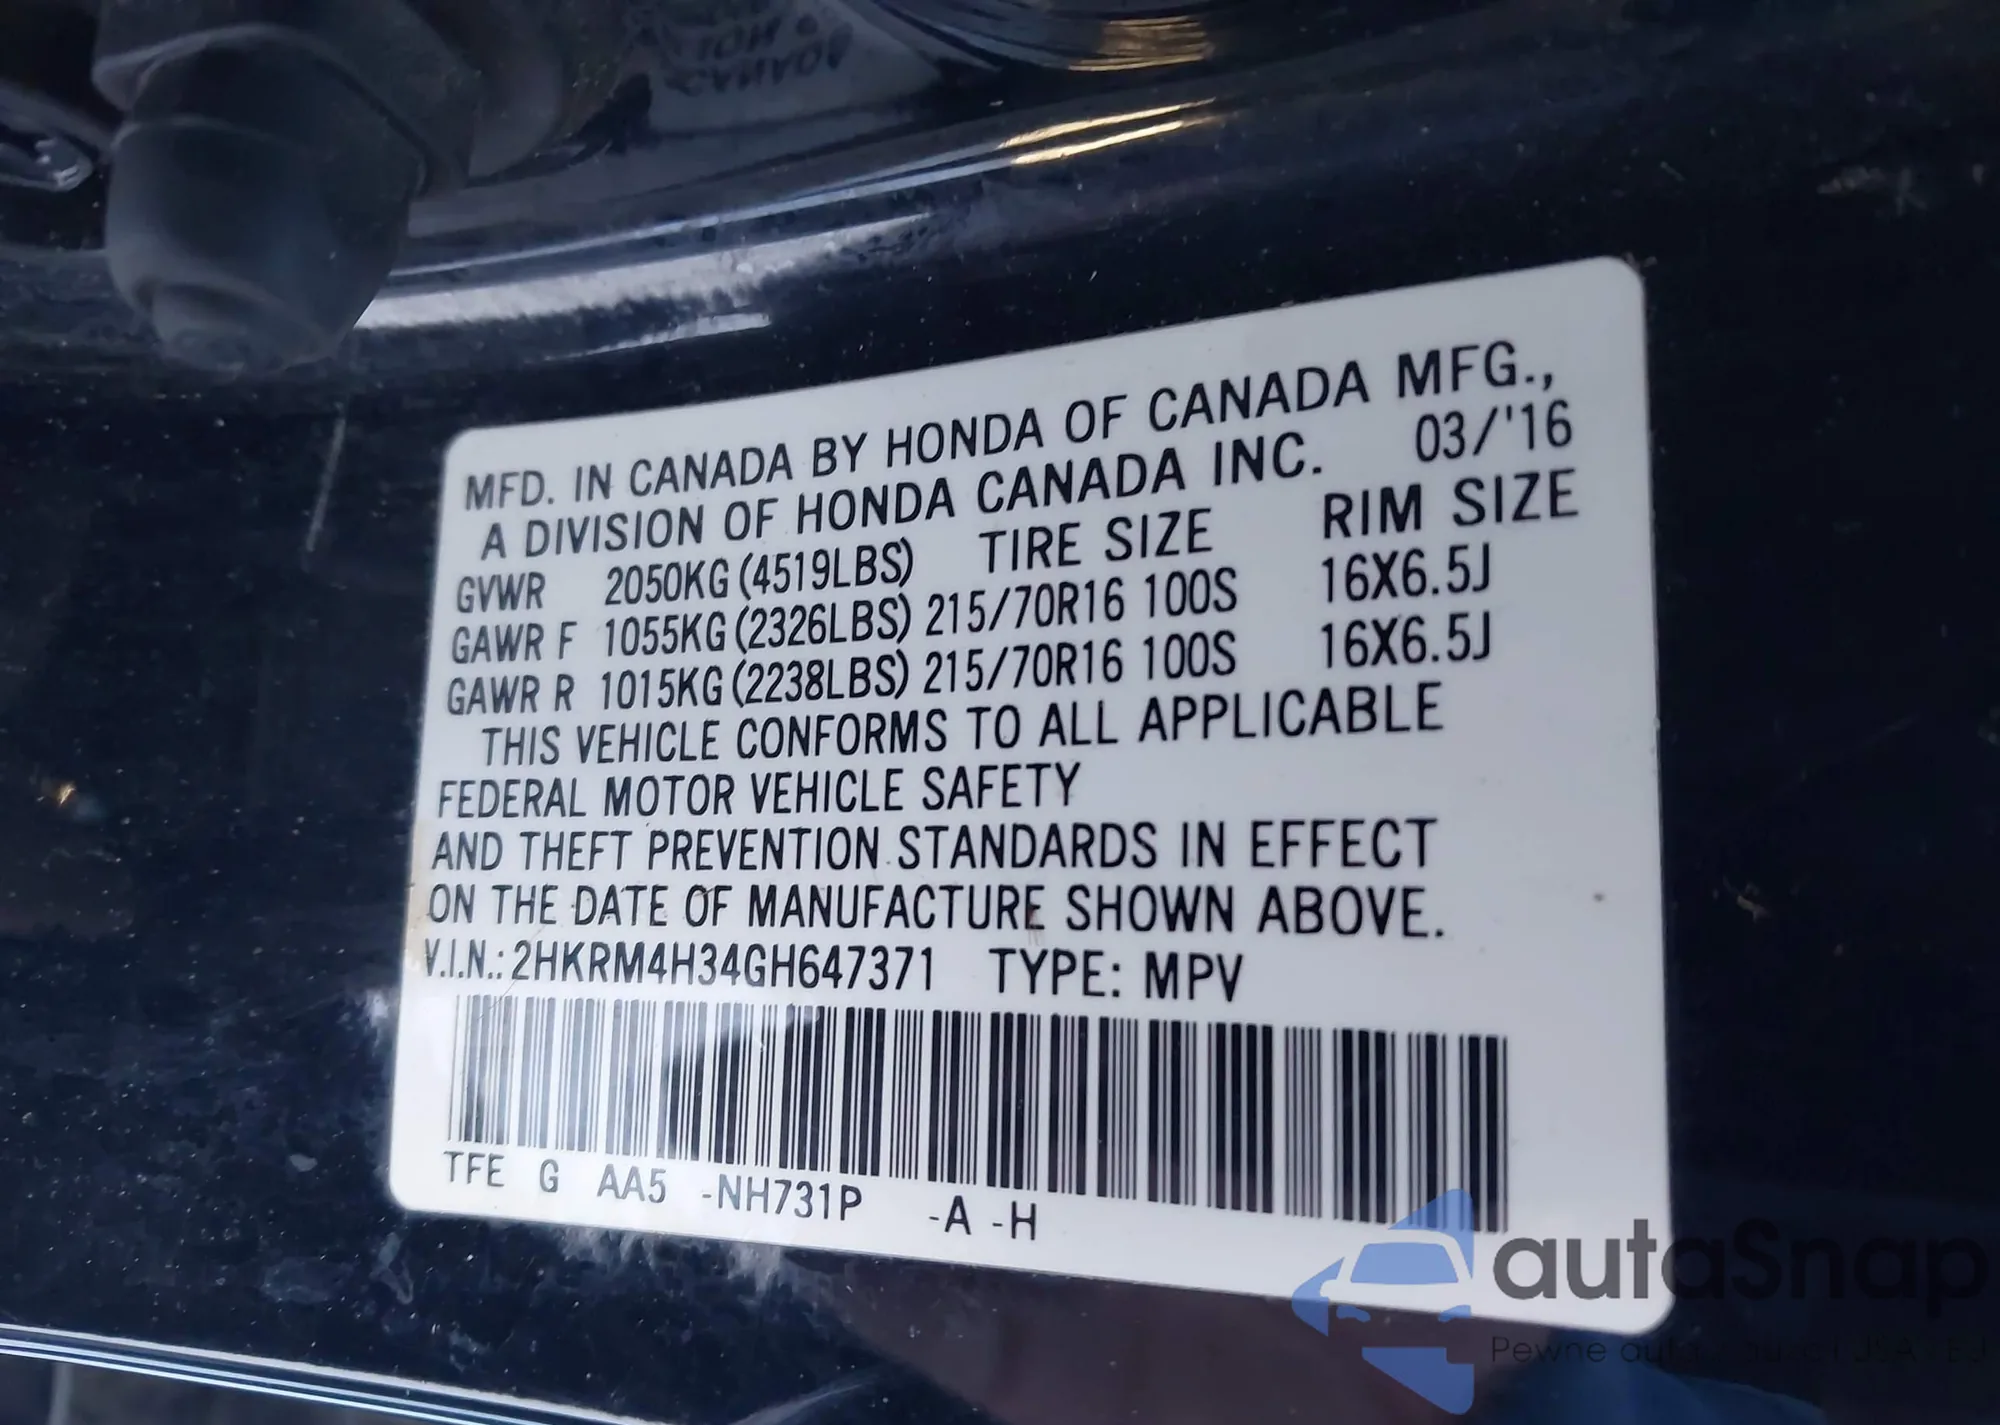 MFD. IN CANADA BY HONDA OF CANADA MFG.,
A DIVISION OF HONDA CANADA INC. 03/'16
GVWR 2050KG (4519LBS) TIRE SIZE RIM SIZE
GAWR F 1055KG (2326LBS) 215/70R16 100S 16X6.5J
GAWR R 1015KG (2238LBS) 215/70R16 100S 16X6.5J
THIS VEHICLE CONFORMS TO ALL APPLICABLE
FEDERAL MOTOR VEHICLE SAFETY
AND THEFT PREVENTION STANDARDS IN EFFECT
ON THE DATE OF MANUFACTURE SHOWN ABOVE.
V.I.N.: 2HKRM4H34GH647371 TYPE: MPV
TFE G AA5 -NH731P -A -H
autaSnap
Pewne auta